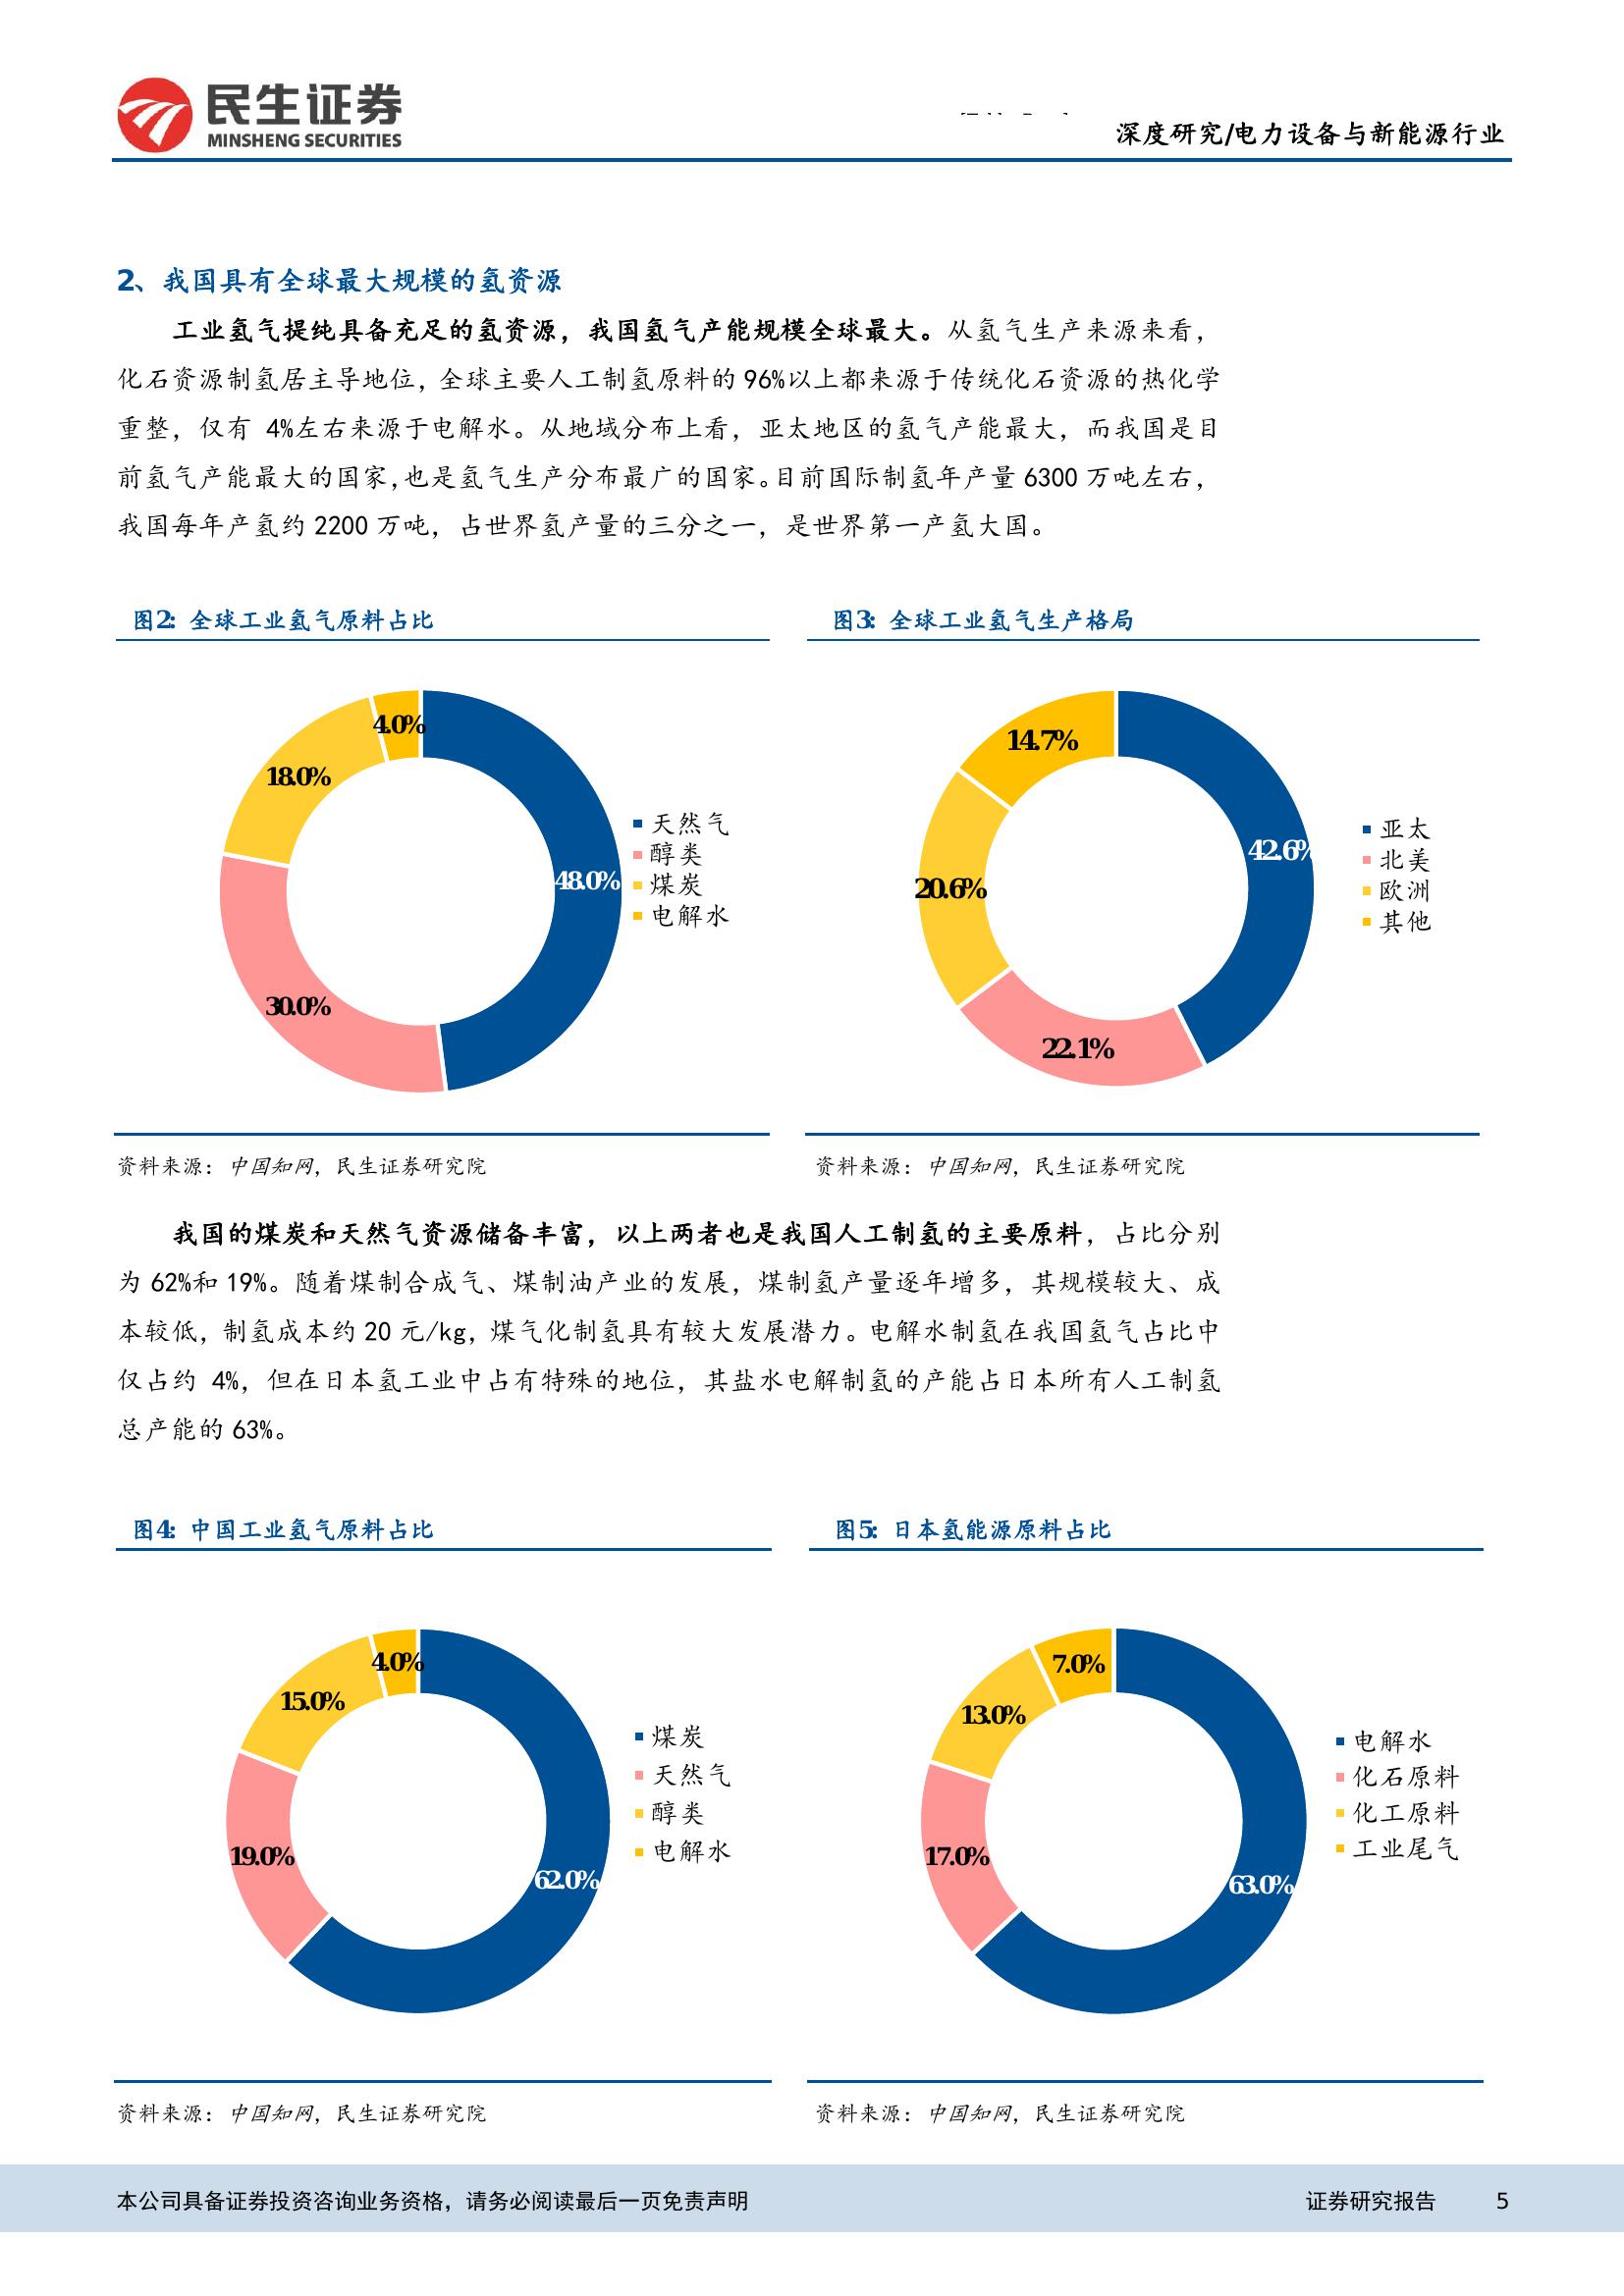 民生证券
MINSHENG SECURITIES
深度研究/电力设备与新能源行业
2、我国具有全球最大规模的氢资源
工业氢气提纯具备充足的氢资源，我国氢气产能规模全球最大。从氢气生产来源来看，
化石资源制氢居主导地位，全球主要人工制氢原料的 96%以上都来源于传统化石资源的热化学
重整，仅有 4%左右来源于电解水。从地域分布上看，亚太地区的氢气产能最大，而我国是目
前氢气产能最大的国家，也是氢气生产分布最广的国家。目前国际制氢年产量 6300 万吨左右，
我国每年产氢约 2200 万吨，占世界氢产量的三分之一，是世界第一产氢大国。
图2: 全球工业氢气原料占比
4.0%
18.0%
48.0%
30.0%
天然气
醇类
煤炭
电解水
资料来源：中国知网，民生证券研究院
图3: 全球工业氢气生产格局
14.7%
42.6%
20.6%
22.1%
亚太
北美
欧洲
其他
资料来源：中国知网，民生证券研究院
我国的煤炭和天然气资源储备丰富，以上两者也是我国人工制氢的主要原料，占比分别
为 62%和 19%。随着煤制合成气、煤制油产业的发展，煤制氢产量逐年增多，其规模较大、成
本较低，制氢成本约 20 元/kg，煤气化制氢具有较大发展潜力。电解水制氢在我国氢气占比中
仅占约 4%，但在日本氢工业中占有特殊的地位，其盐水电解制氢的产能占日本所有人工制氢
总产能的 63%。
图4: 中国工业氢气原料占比
4.0%
15.0%
19.0%
62.0%
煤炭
天然气
醇类
电解水
资料来源：中国知网，民生证券研究院
图5: 日本氢能源原料占比
7.0%
13.0%
17.0%
63.0%
电解水
化石原料
化工原料
工业尾气
资料来源：中国知网，民生证券研究院
本公司具备证券投资咨询业务资格，请务必阅读最后一页免责声明
证券研究报告 5